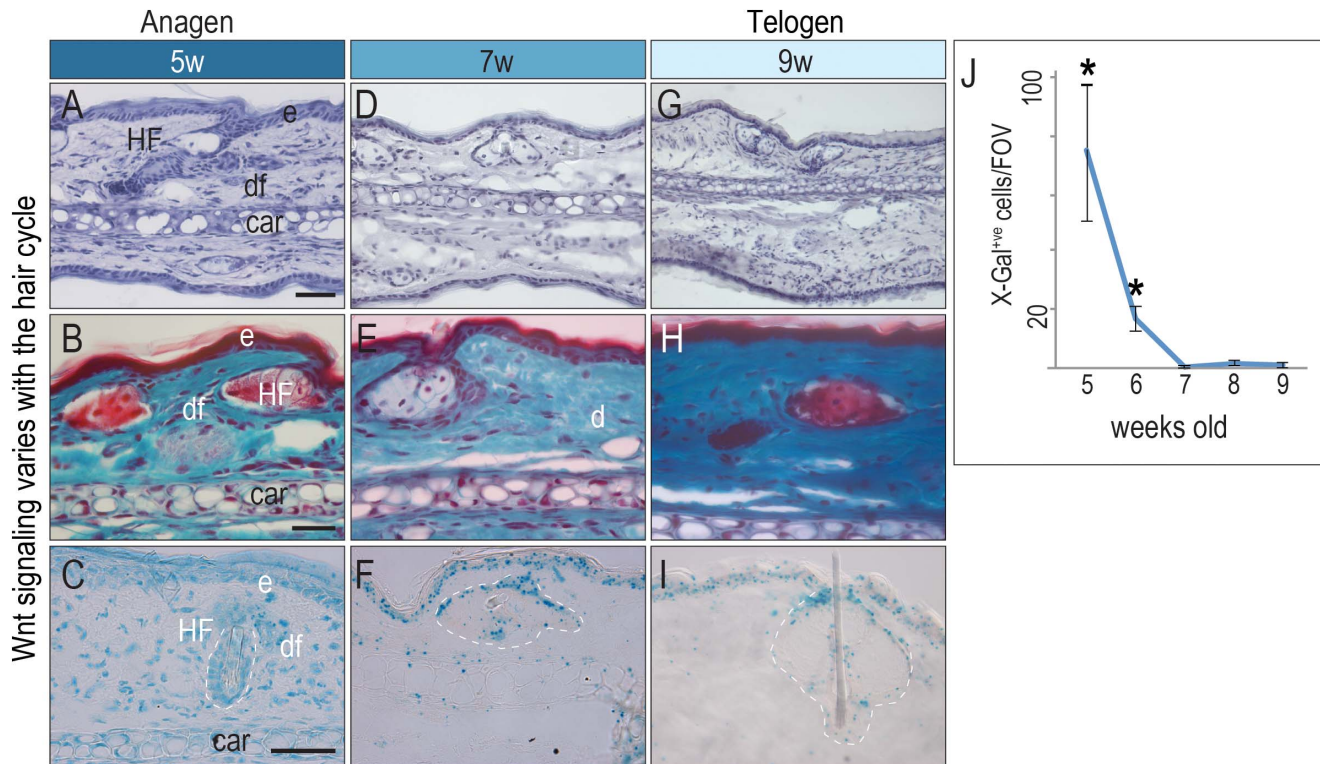 Anagen
Telogen
5w
7w
9w
Wnt signaling varies with the hair cycle
A
e
HF
df
car
D
G
B
e
HF
df
car
E
d
H
C
e
HF
df
car
F
I
J
*
*
100
20
X-Gal+ve cells/FOV
5 6 7 8 9
weeks old